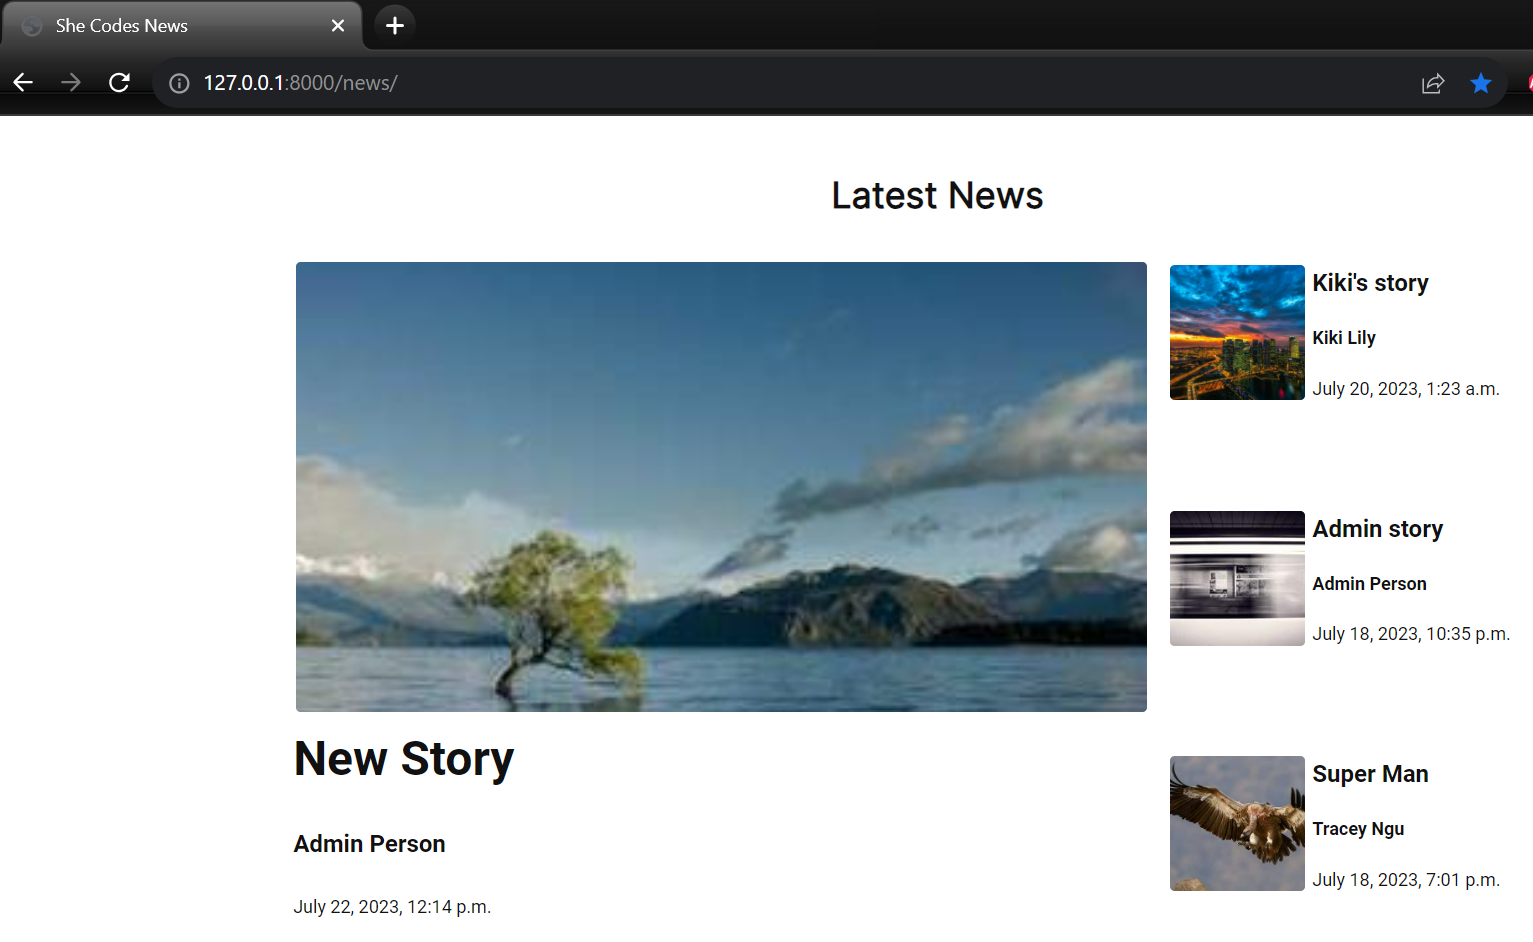 She Codes News
127.0.0.1:8000/news/
Latest News
New Story
Admin Person
July 22, 2023, 12:14 p.m.
Kiki's story
Kiki Lily
July 20, 2023, 1:23 a.m.
Admin story
Admin Person
July 18, 2023, 10:35 p.m.
Super Man
Tracey Ngu
July 18, 2023, 7:01 p.m.